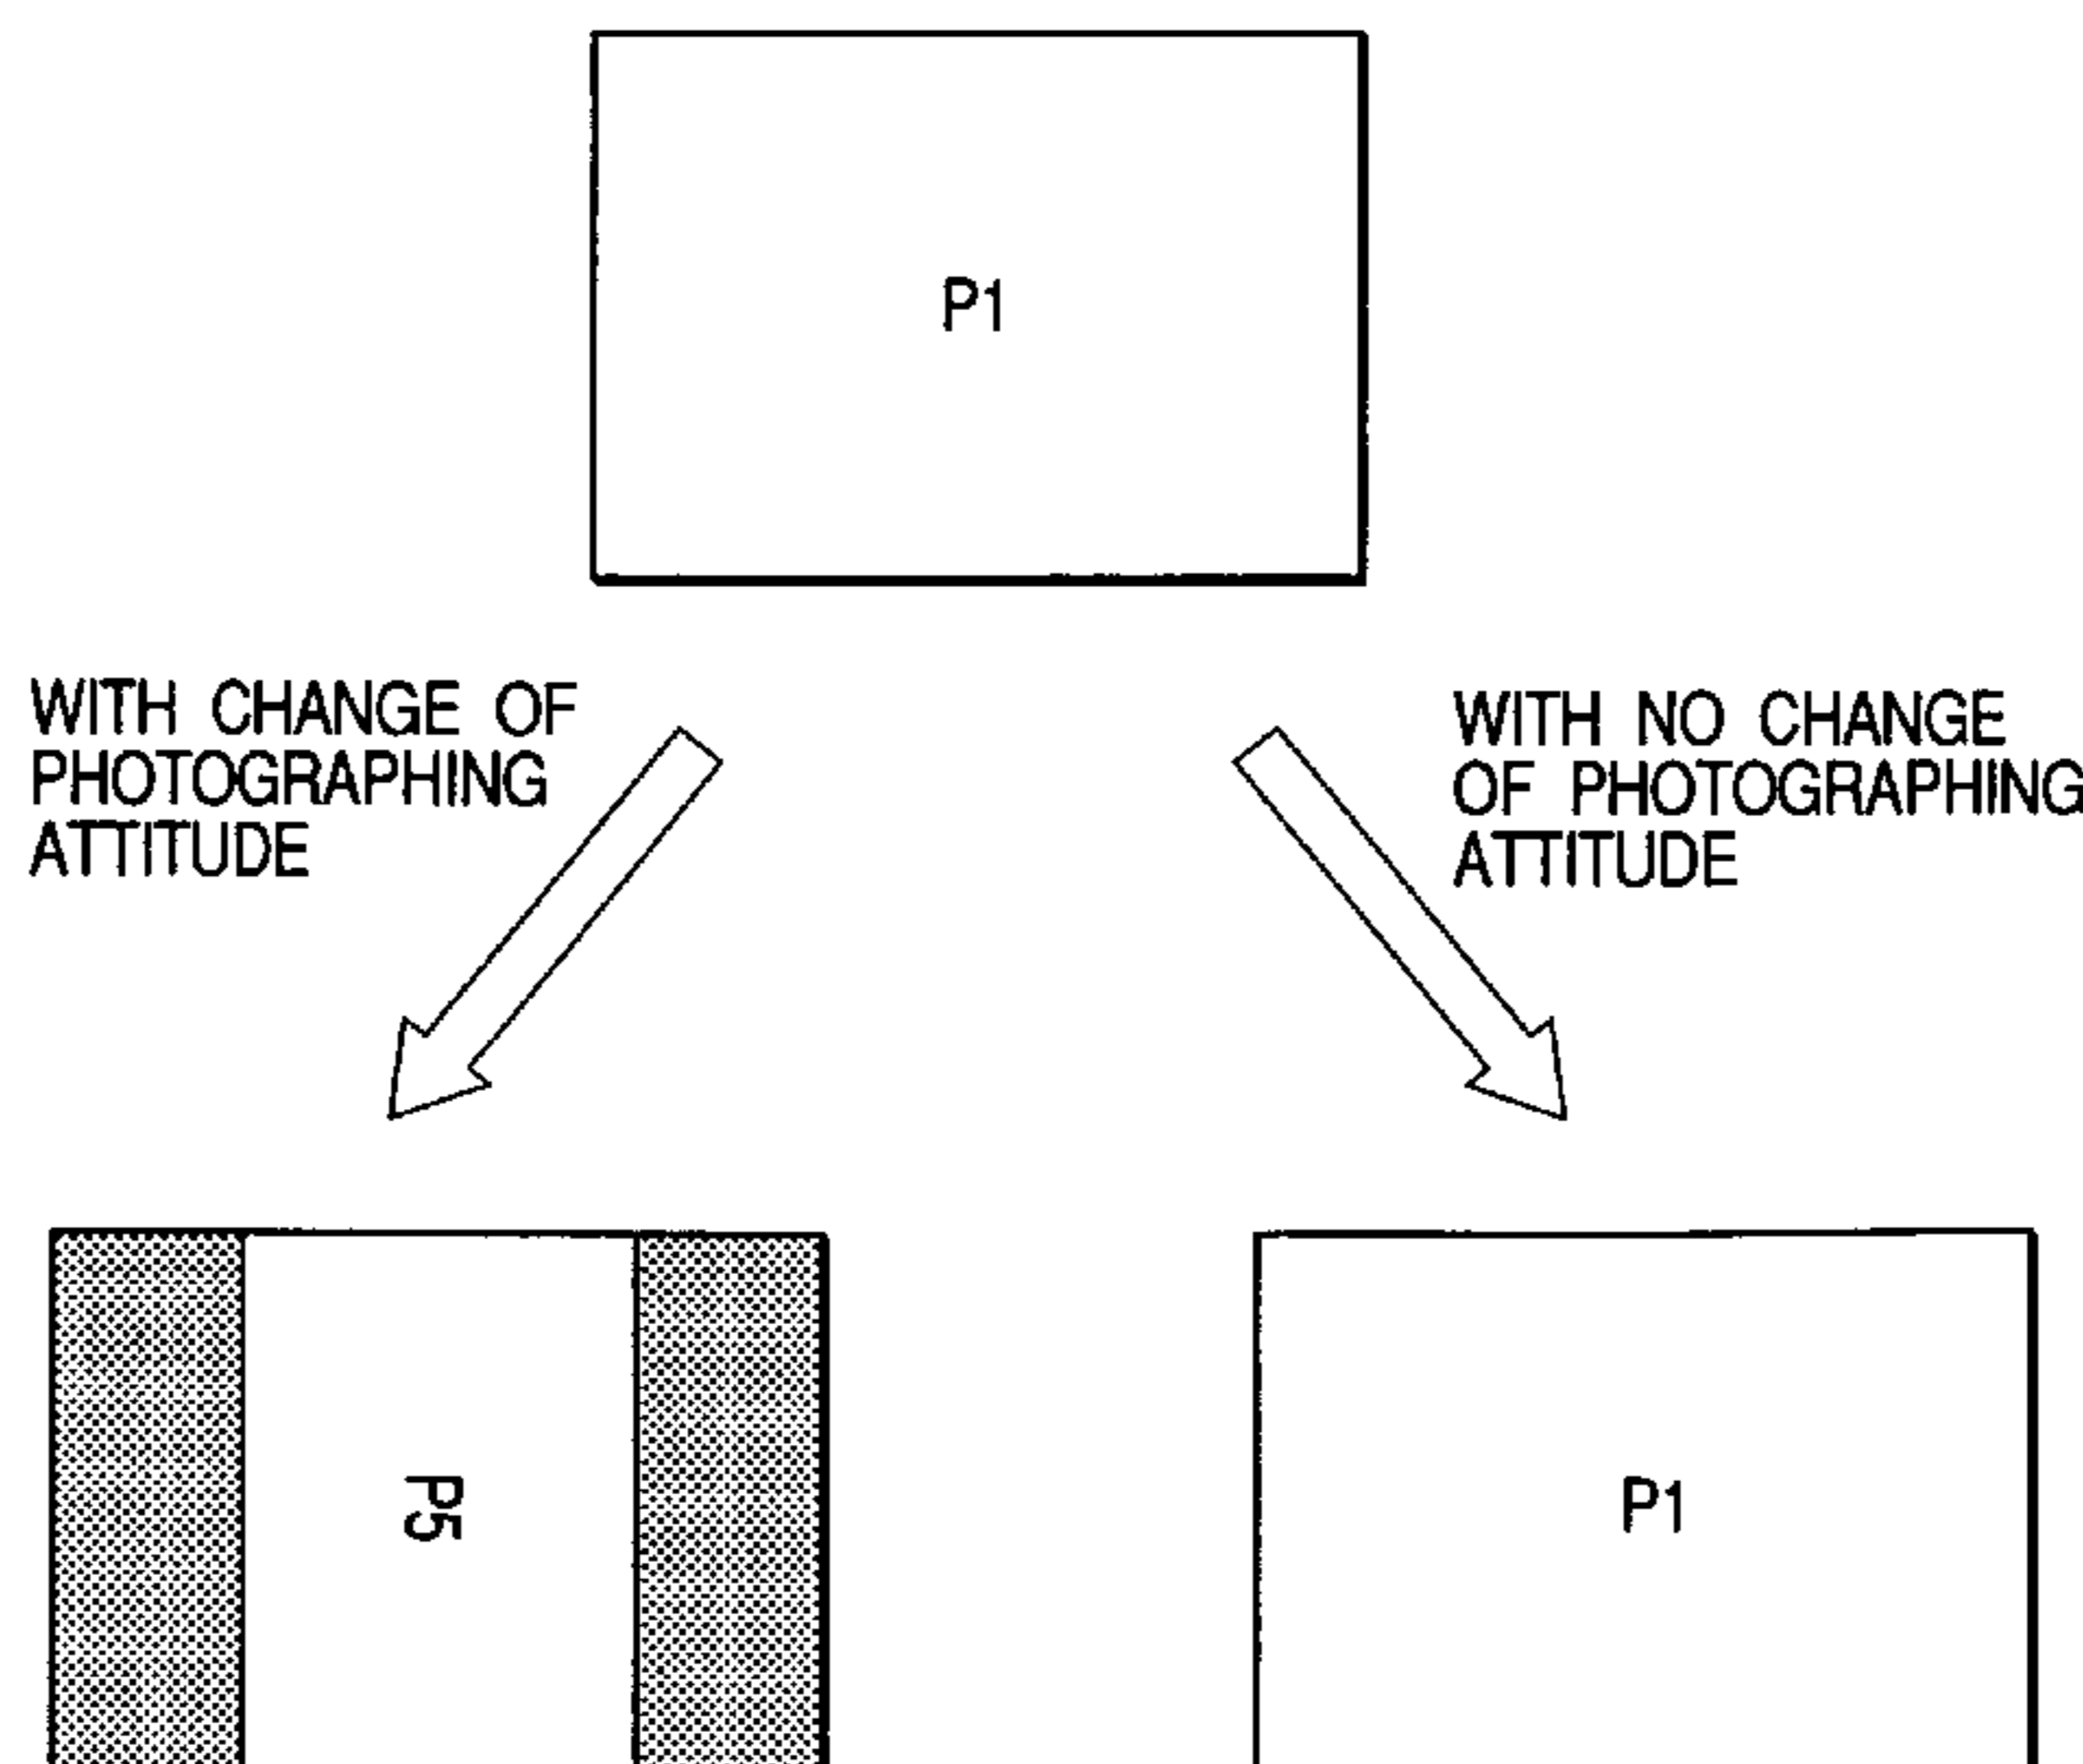 P1
WITH CHANGE OF
PHOTOGRAPHING
ATTITUDE
WITH NO CHANGE
OF PHOTOGRAPHING
ATTITUDE
P5
P1